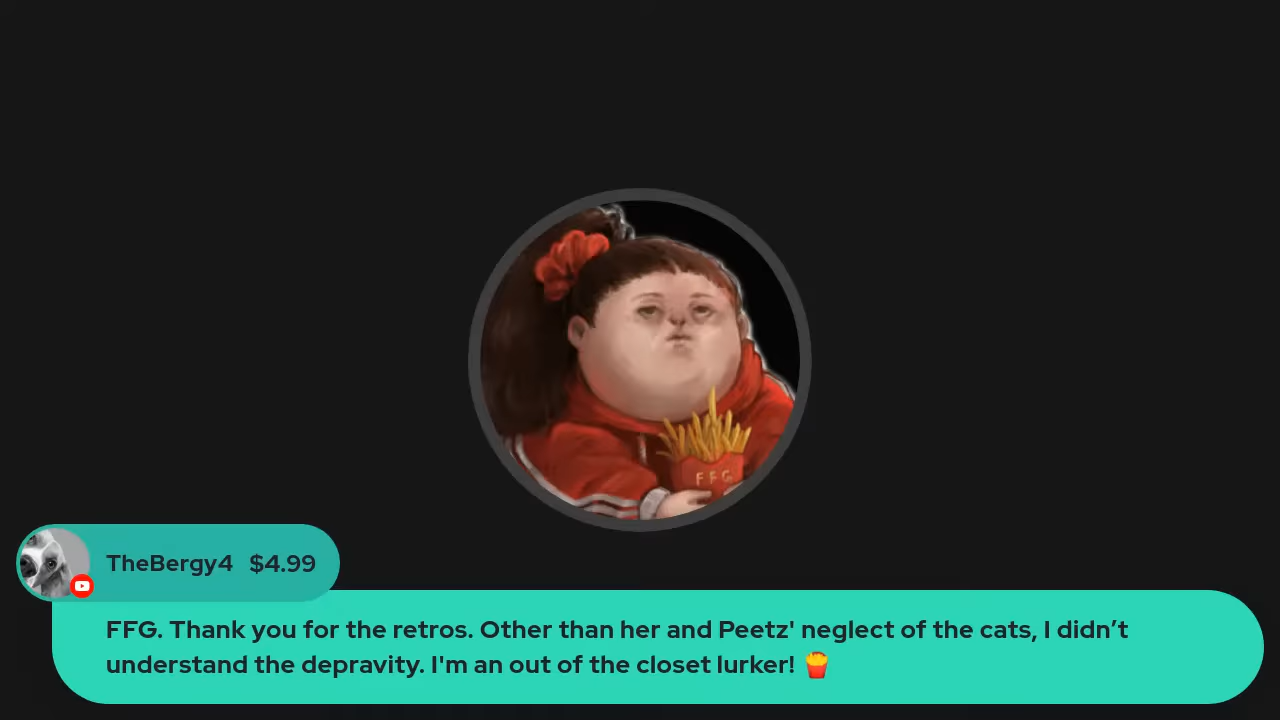 FFG
TheBergy4 $4.99
FFG. Thank you for the retros. Other than her and Peetz' neglect of the cats, I didn’t
understand the depravity. I'm an out of the closet lurker! 🍟